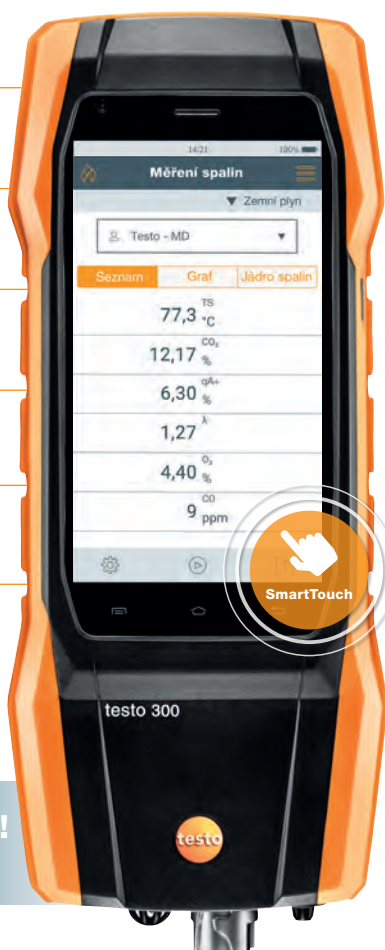 14:21 100%
Měření spalin
▼ Zemní plyn
Testo - MD ▼
Seznam Graf Jádro spalin
77,3 TS °C
12,17 CO₂ %
6,30 qA+ %
1,27 λ
4,40 O₂ %
9 CO ppm
SmartTouch
testo 300
!
testo